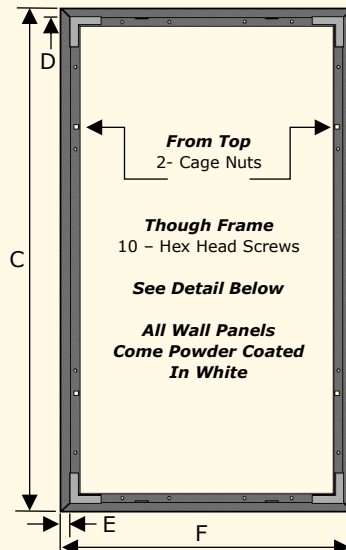 D
From Top
2- Cage Nuts
C
Though Frame
10 – Hex Head Screws
See Detail Below
All Wall Panels
Come Powder Coated
In White
E
F